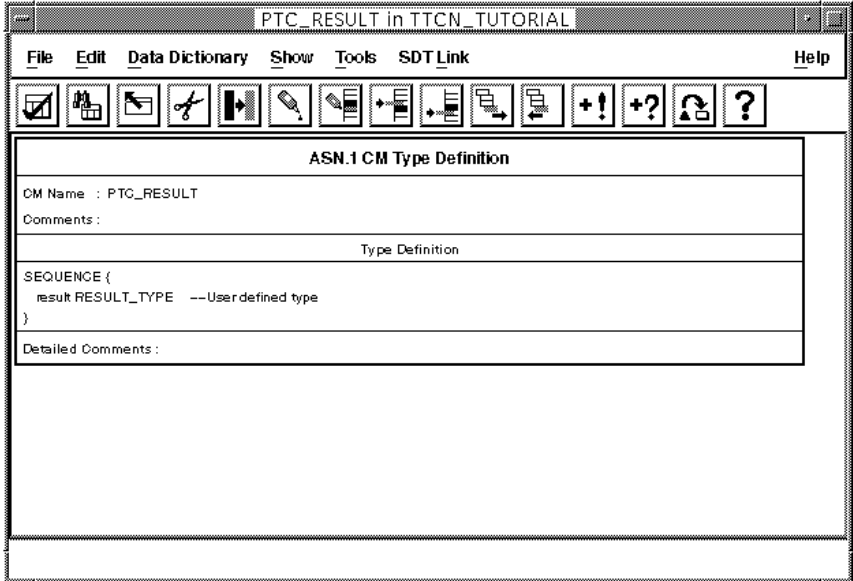 PTC_RESULT in TTCN_TUTORIAL
File Edit Data Dictionary Show Tools SDT Link Help
+! +? ?
ASN.1 CM Type Definition
CM Name : PTC_RESULT
Comments :
Type Definition
SEQUENCE {
result RESULT_TYPE --User defined type
}
Detailed Comments :